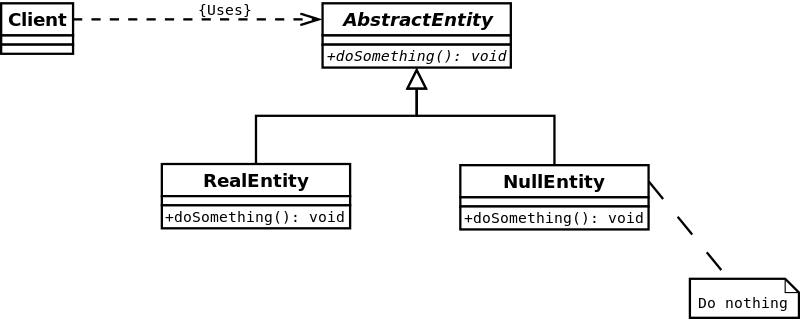 Client
{Uses}
AbstractEntity
+doSomething(): void
RealEntity
+doSomething(): void
NullEntity
+doSomething(): void
Do nothing